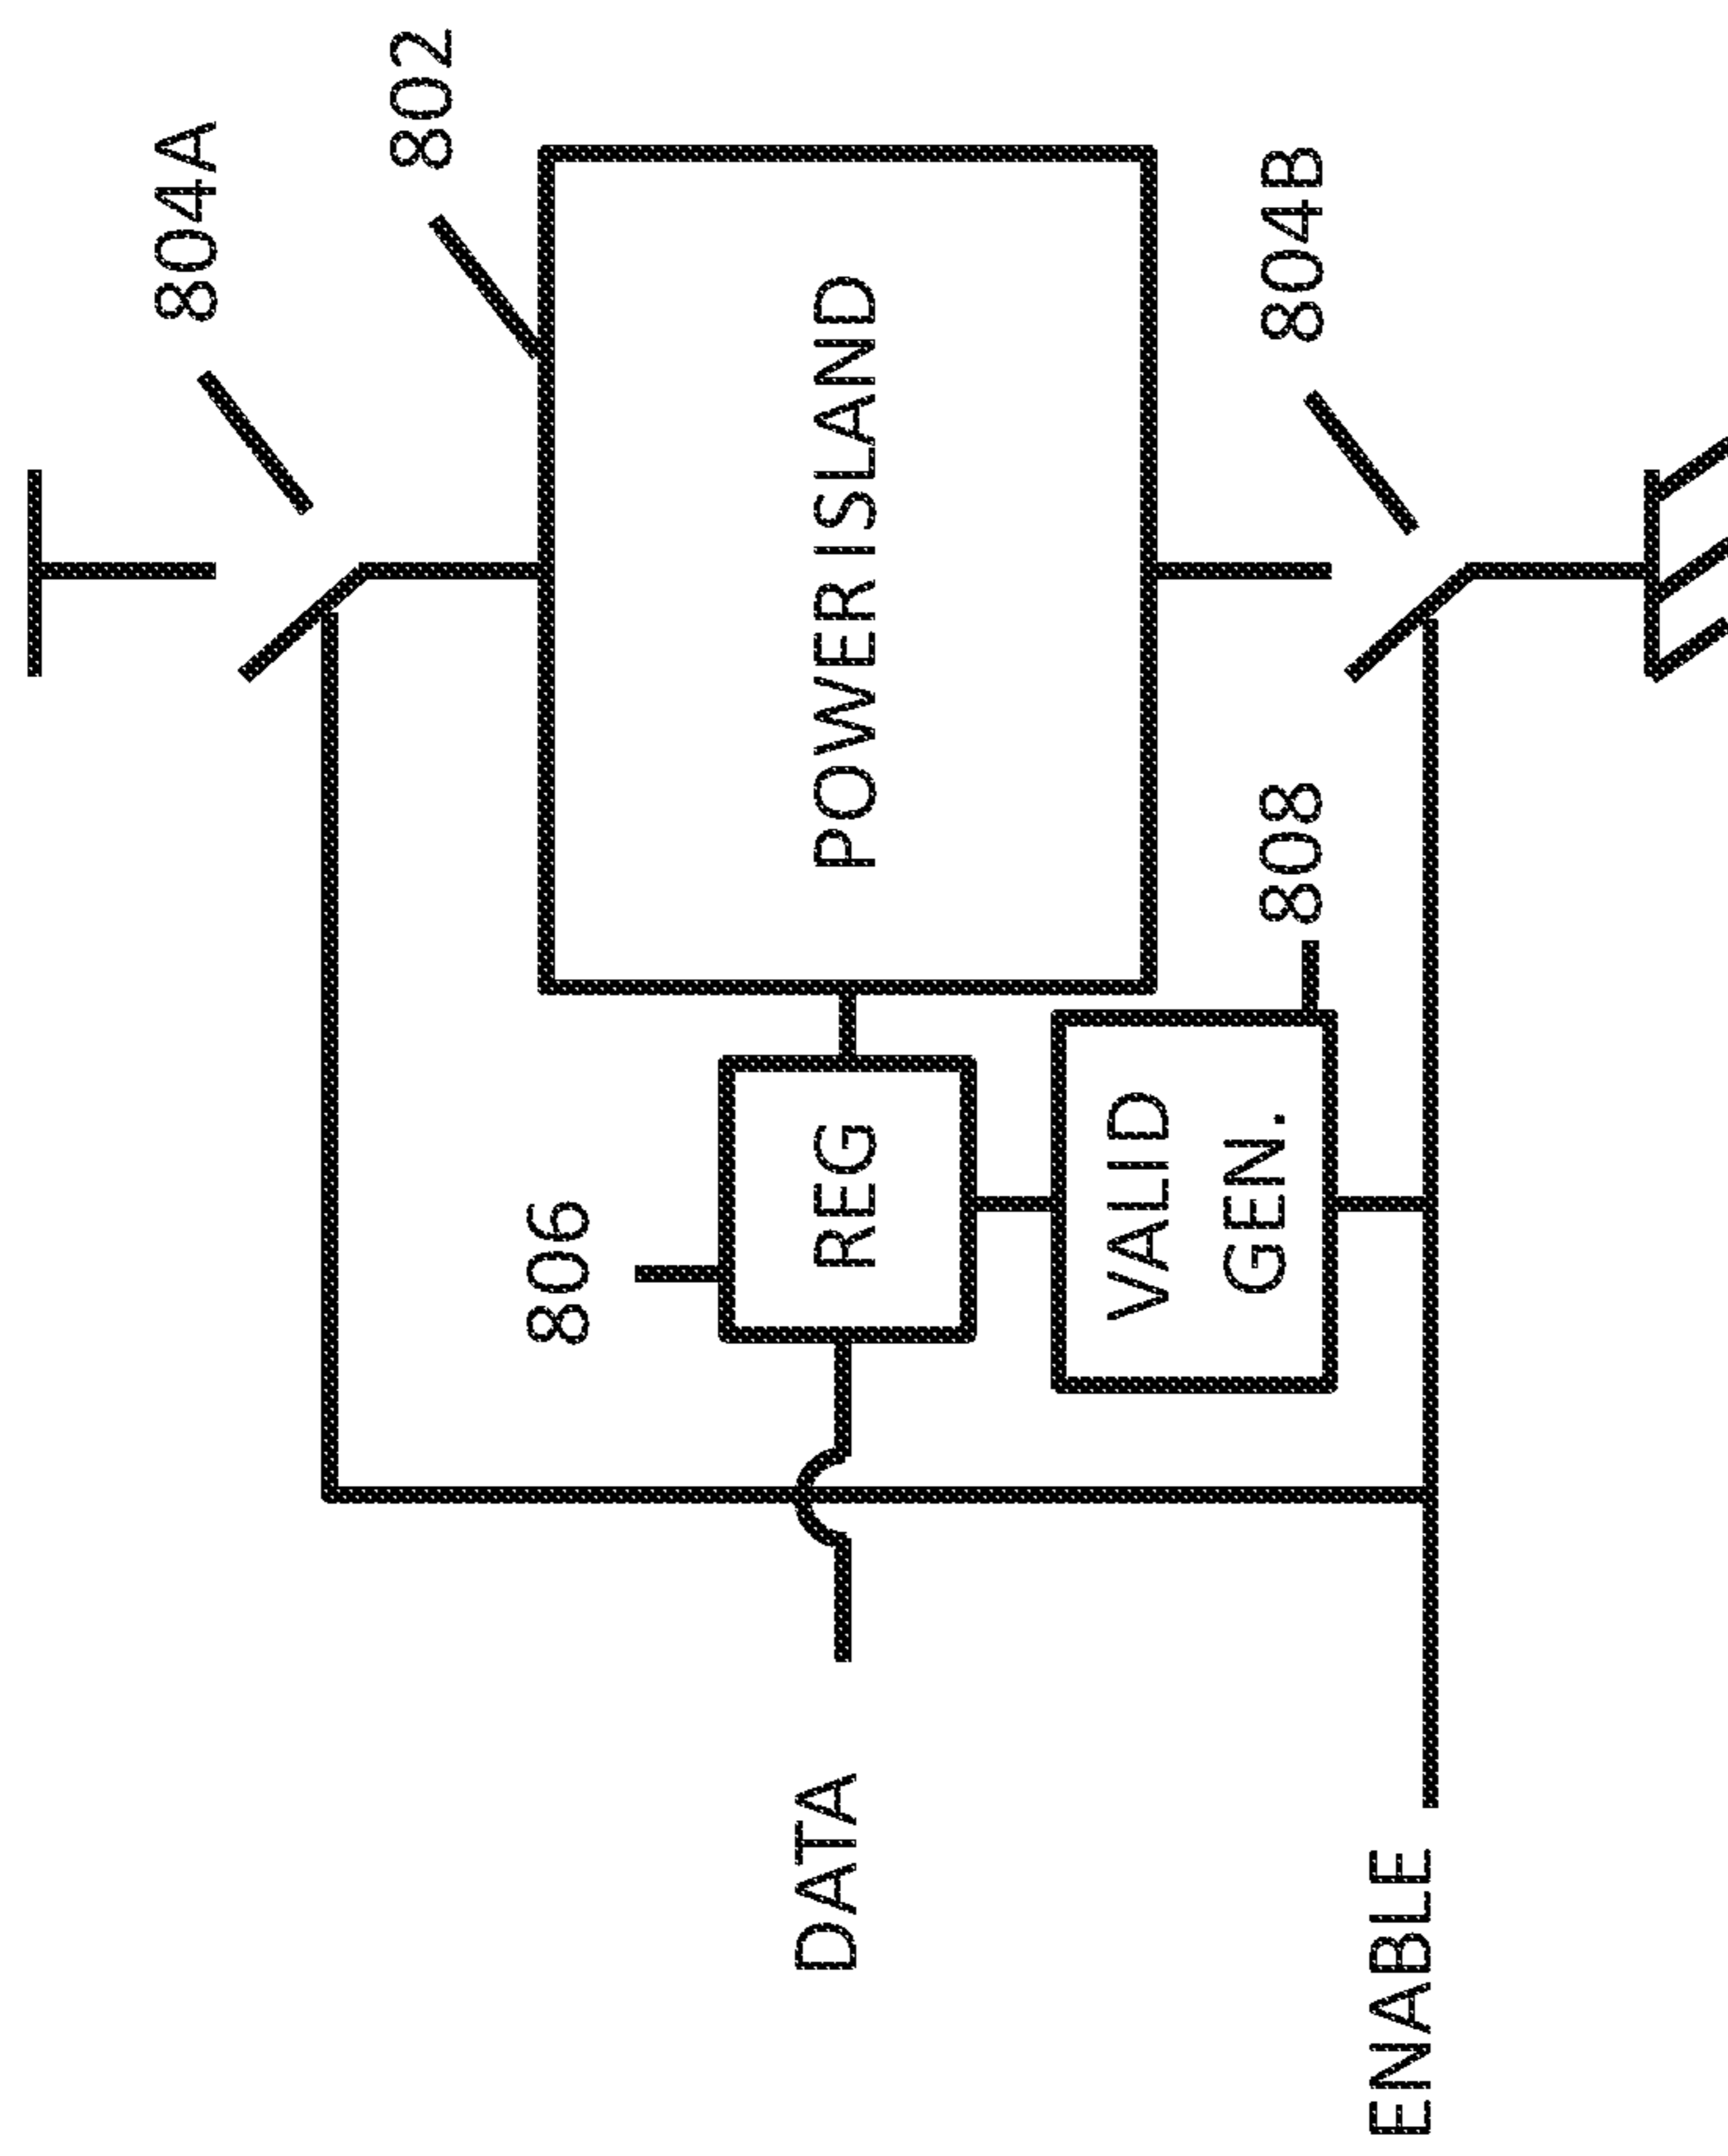 804A
802
806
DATA
REG
POWER ISLAND
VALID
GEN.
808
804B
ENABLE